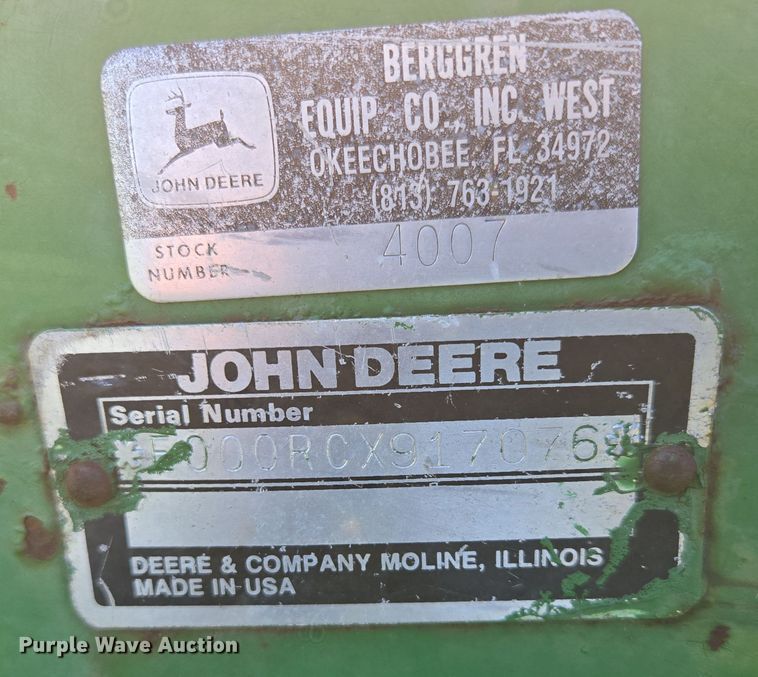 JOHN DEERE
BERGGREN
EQUIP. CO., INC. WEST
OKEECHOBEE, FL 34972
(813) 763-1921
STOCK
NUMBER
4007
JOHN DEERE
Serial Number
*E000RCX917076*
DEERE & COMPANY MOLINE, ILLINOIS
MADE IN USA
Purple Wave Auction